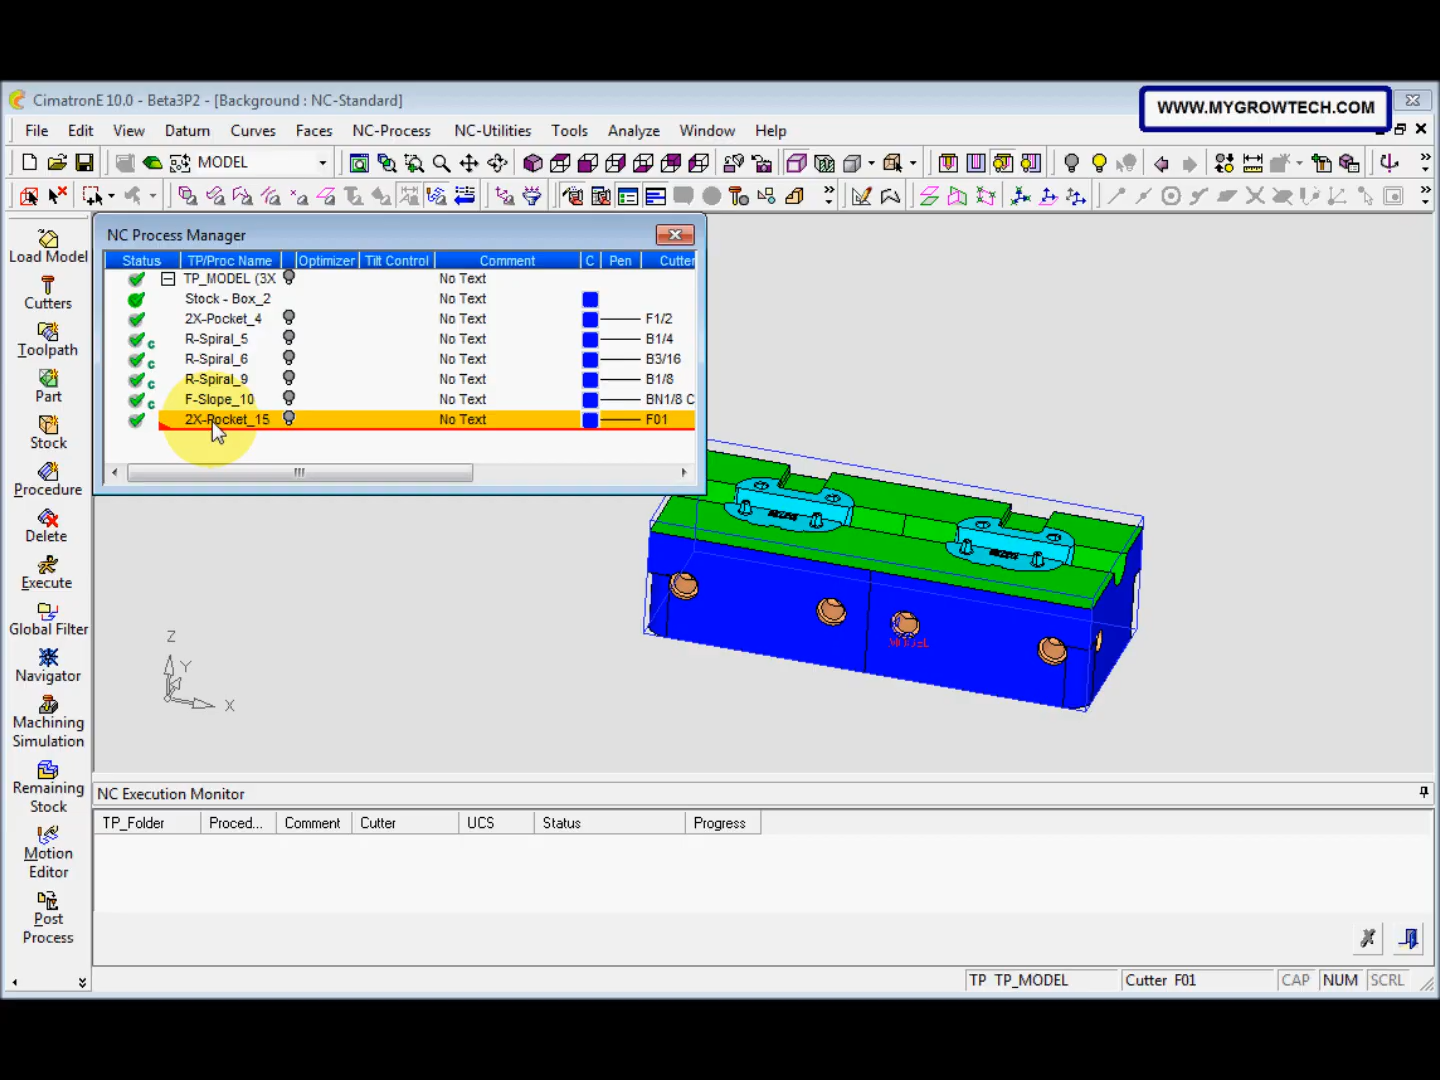 CimatronE 10.0 - Beta3P2 - [Background : NC-Standard]
WWW.MYGROWTECH.COM
File Edit View Datum Curves Faces NC-Process NC-Utilities Tools Analyze Window Help
MODEL
Load Model
Cutters
Toolpath
Part
Stock
Procedure
Delete
Execute
Global Filter
Navigator
Machining
Simulation
Remaining
Stock
Motion
Editor
Post
Process
NC Process Manager
Status TP/Proc Name Optimizer Tilt Control Comment C Pen Cutter
TP_MODEL (3X No Text
Stock - Box_2 No Text
2X-Pocket_4 No Text F1/2
c R-Spiral_5 No Text B1/4
c R-Spiral_6 No Text B3/16
c R-Spiral_9 No Text B1/8
c F-Slope_10 No Text BN1/8 C
2X-Pocket_15 No Text F01
MODEL
Z
Y
X
NC Execution Monitor
TP_Folder Proced... Comment Cutter UCS Status Progress
TP TP_MODEL Cutter F01 CAP NUM SCRL